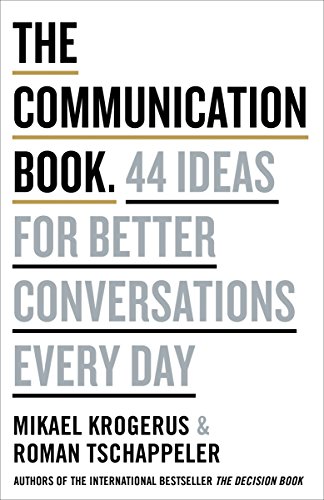 THE
COMMUNICATION
BOOK. 44 IDEAS
FOR BETTER
CONVERSATIONS
EVERY DAY
MIKAEL KROGERUS &
ROMAN TSCHAPPELER
AUTHORS OF THE INTERNATIONAL BESTSELLER THE DECISION BOOK